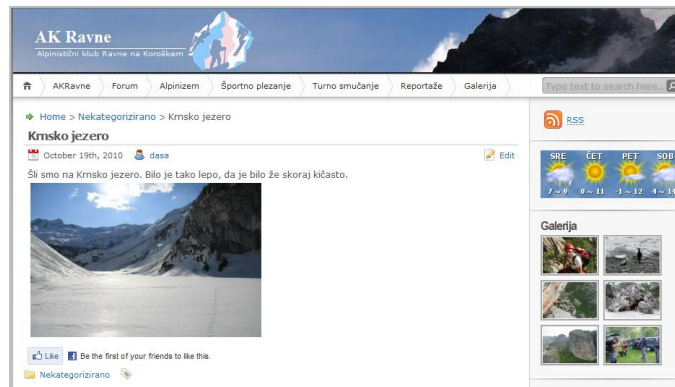 AK Ravne
Alpinistični klub Ravne na Koroškem
AKRavne Forum Alpinizem Športno plezanje Turno smučanje Reportaže Galerija Type text to search here...
Home > Nekategorizirano > Krnsko jezero
Krnsko jezero
October 19th, 2010 dasa Edit
Šli smo na Krnsko jezero. Bilo je tako lepo, da je bilo že skoraj kičasto.
Like Be the first of your friends to like this.
Nekategorizirano
RSS
SRE ČET PET SOB
7 ~ 9 0 ~ 11 -1 ~ 12 4 ~ 14
Galerija